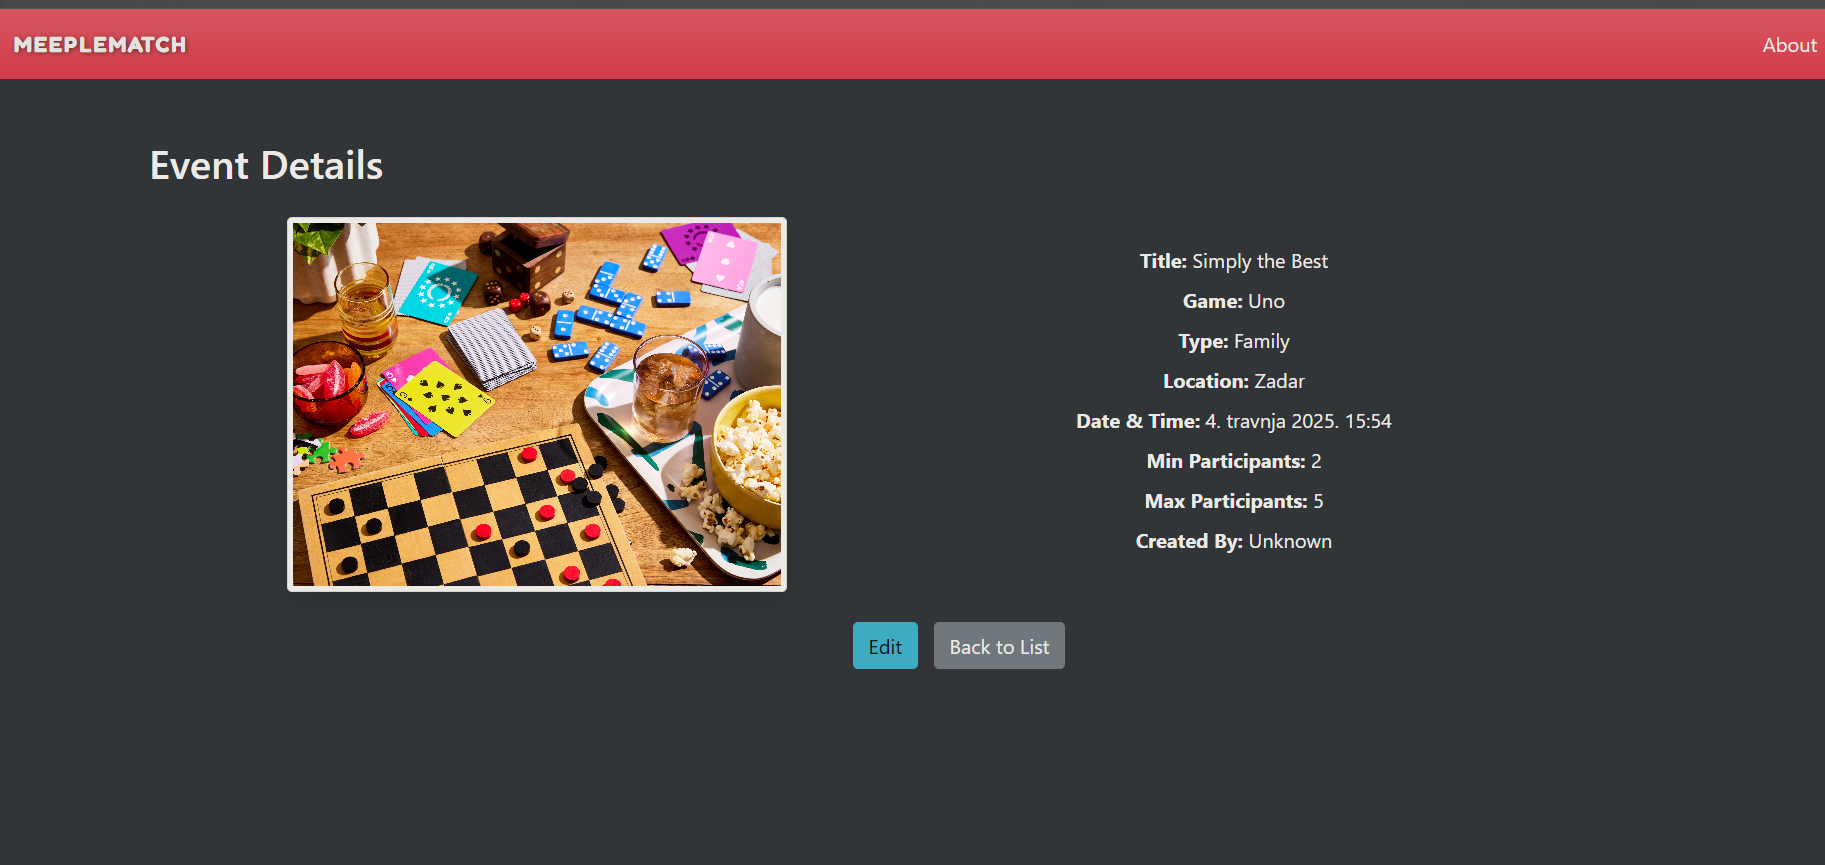 MEEPLEMATCH
About
Event Details
Title: Simply the Best
Game: Uno
Type: Family
Location: Zadar
Date & Time: 4. travnja 2025. 15:54
Min Participants: 2
Max Participants: 5
Created By: Unknown
Edit
Back to List